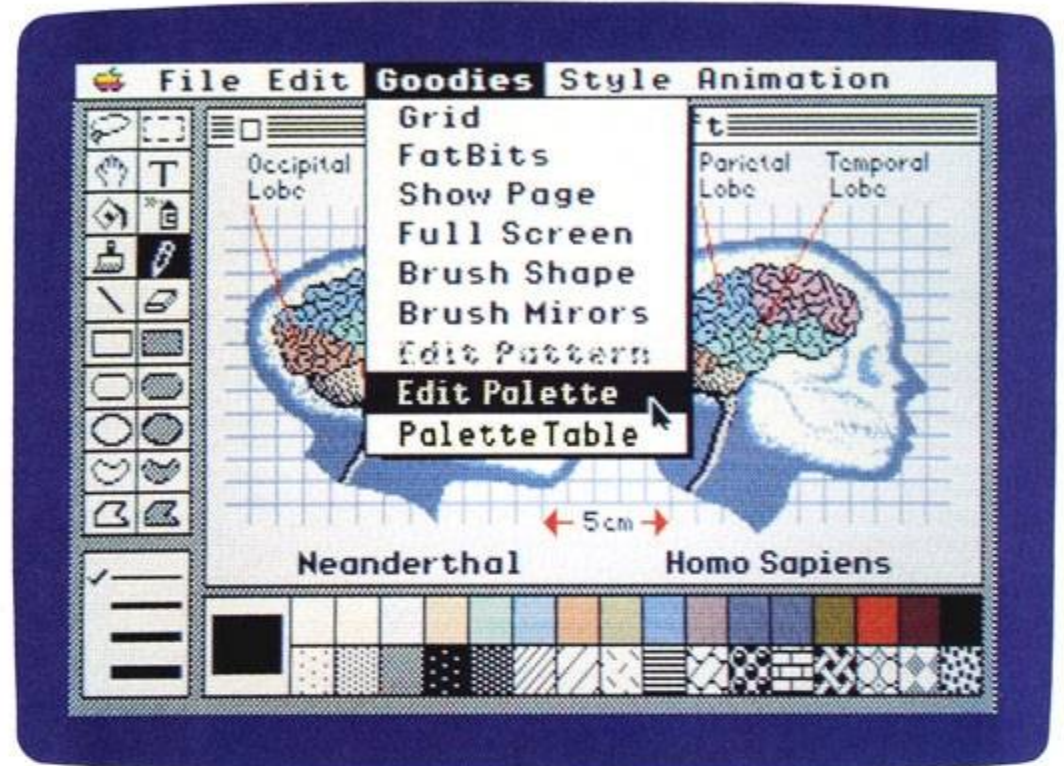 File Edit Goodies Style Animation
Grid
FatBits
Show Page
Full Screen
Brush Shape
Brush Mirors
Edit Pattern
Edit Palette
PaletteTable
Occipital
Lobe
Parietal
Lobe
Temporal
Lobe
T
5cm
Neanderthal
Homo Sapiens